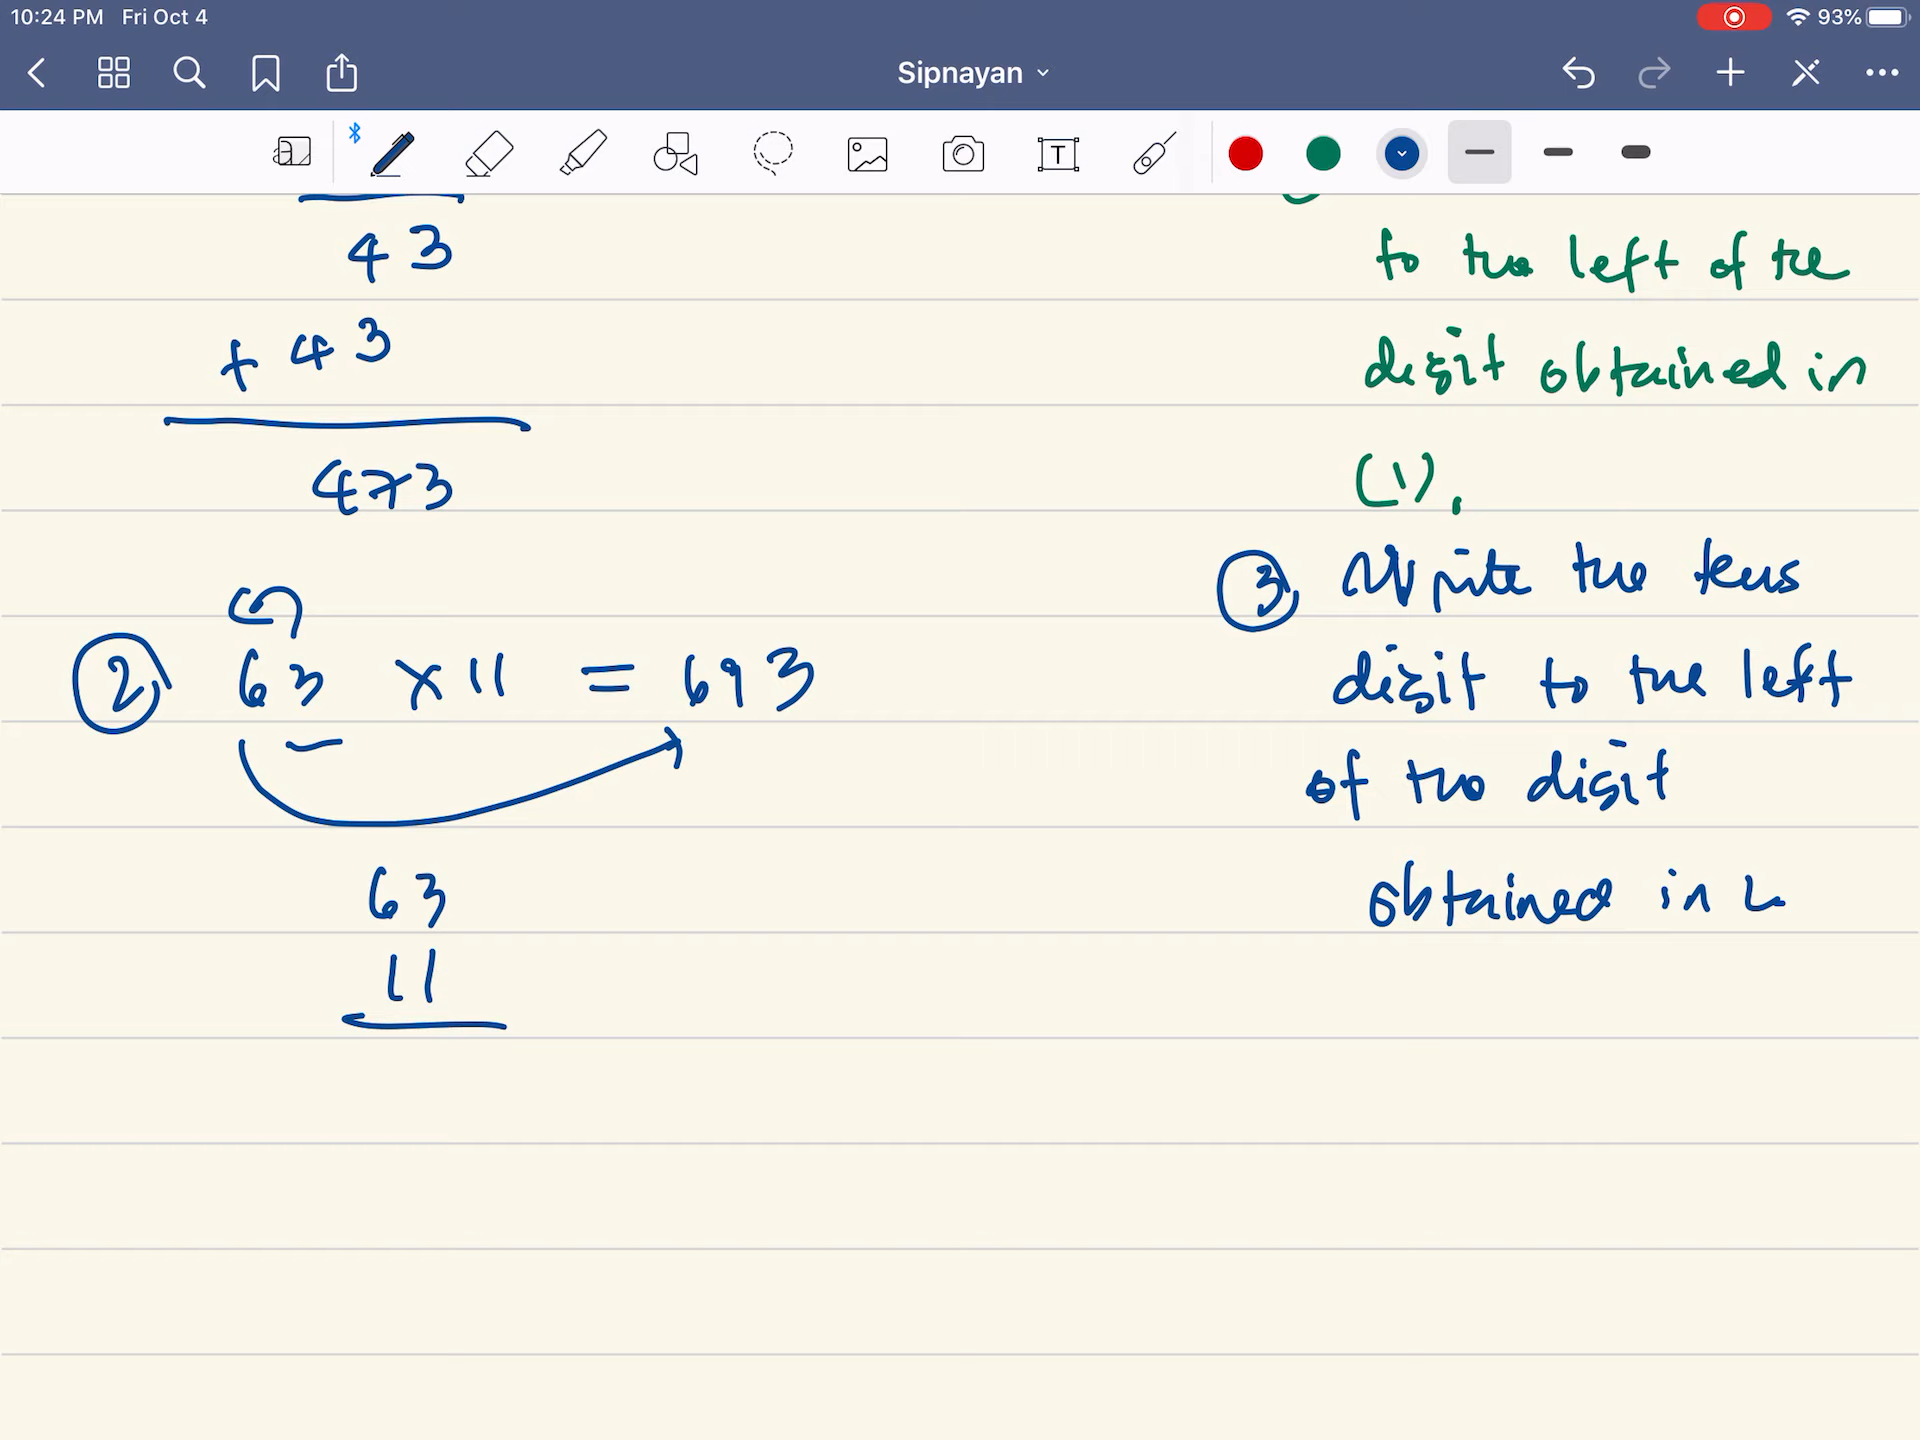 10:24 PM Fri Oct 4
93%
Sipnayan
43
+ 43
473
2 63 x 11 = 693
63
11
to the left of the
digit obtained in
(1).
3 Write the tens
digit to the left
of the digit
obtained in 2